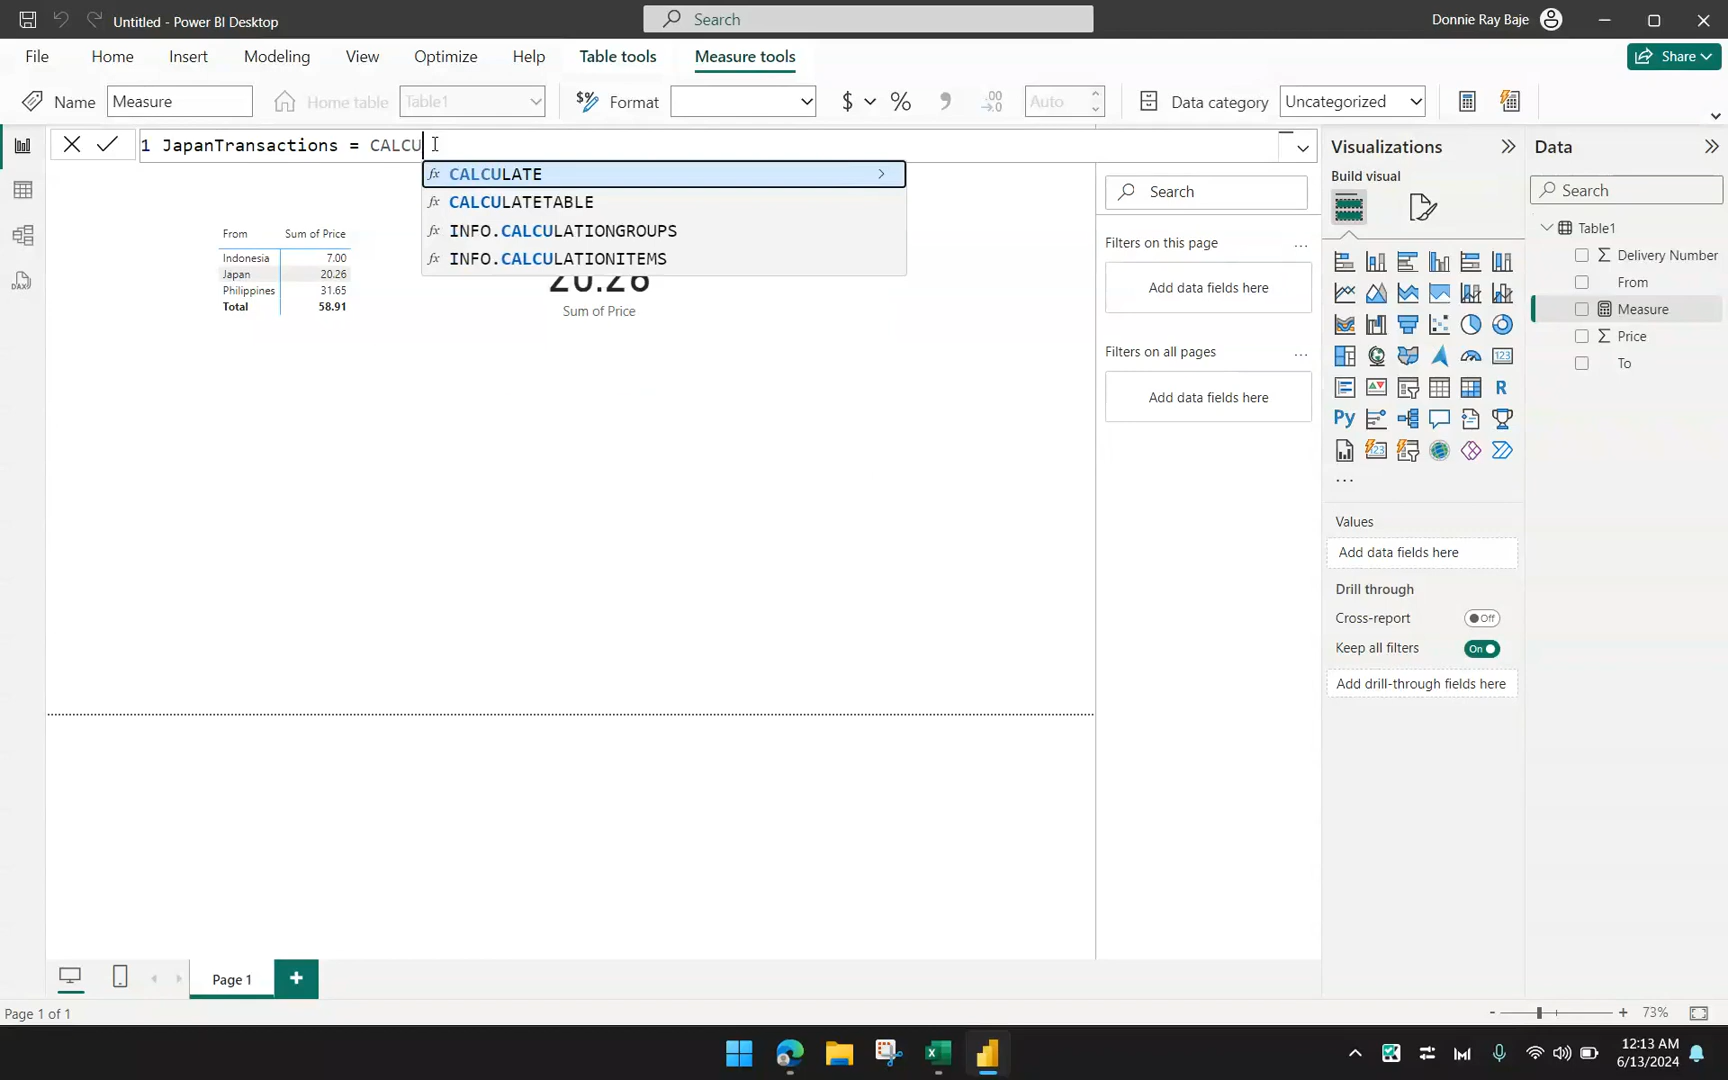 Untitled - Power BI Desktop
Search
Donnie Ray Baje
File Home Insert Modeling View Optimize Help Table tools Measure tools
Share
Name Measure
Home table Table1
Format
$ % Auto
Data category Uncategorized
1 JapanTransactions = CALCU
CALCULATE
CALCULATETABLE
INFO.CALCULATIONGROUPS
INFO.CALCULATIONITEMS
From Sum of Price
Indonesia 7.00
Japan 20.26
Philippines 31.65
Total 58.91
20.26
Sum of Price
Search
Filters on this page ...
Add data fields here
Filters on all pages ...
Add data fields here
Visualizations
Build visual
R
Py
123
...
Values
Add data fields here
Drill through
Cross-report Off
Keep all filters On
Add drill-through fields here
Data
Search
Table1
Delivery Number
From
Measure
Price
To
DAX
Page 1
Page 1 of 1
- + 73%
12:13 AM
6/13/2024